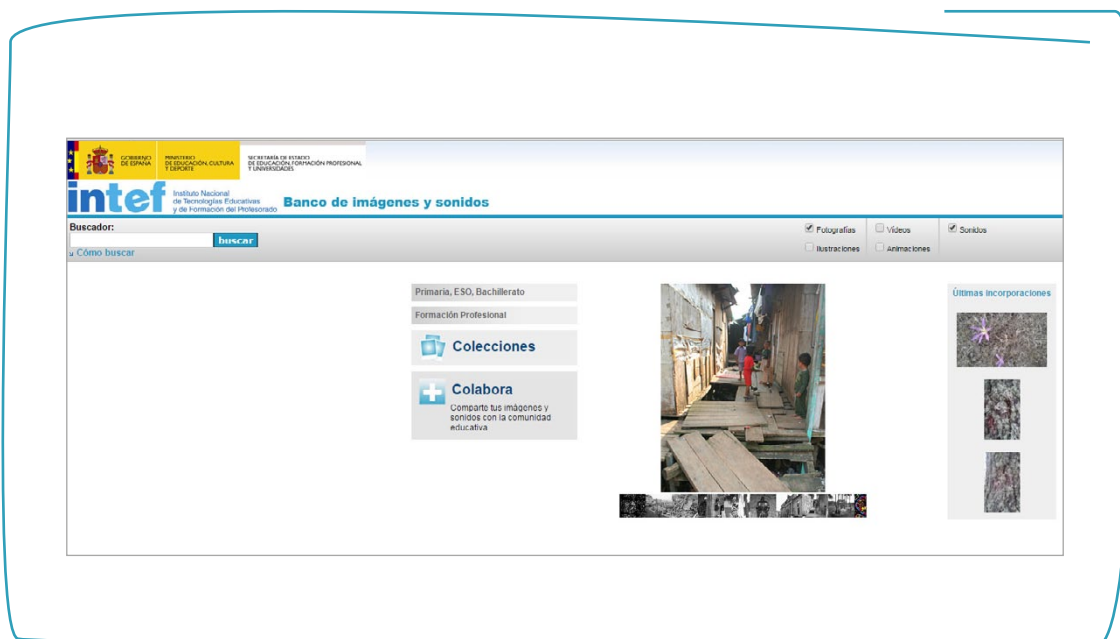 GOBIERNO
DE ESPAÑA
MINISTERIO
DE EDUCACIÓN, CULTURA
Y DEPORTE
SECRETARÍA DE ESTADO
DE EDUCACIÓN, FORMACIÓN PROFESIONAL
Y UNIVERSIDADES
intef
Instituto Nacional
de Tecnologías Educativas
y de Formación del Profesorado
Banco de imágenes y sonidos
Buscador:
buscar
Cómo buscar
Fotografías
Vídeos
Sonidos
Ilustraciones
Animaciones
Primaria, ESO, Bachillerato
Formación Profesional
Colecciones
Colabora
Comparte tus imágenes y
sonidos con la comunidad
educativa
Últimas incorporaciones